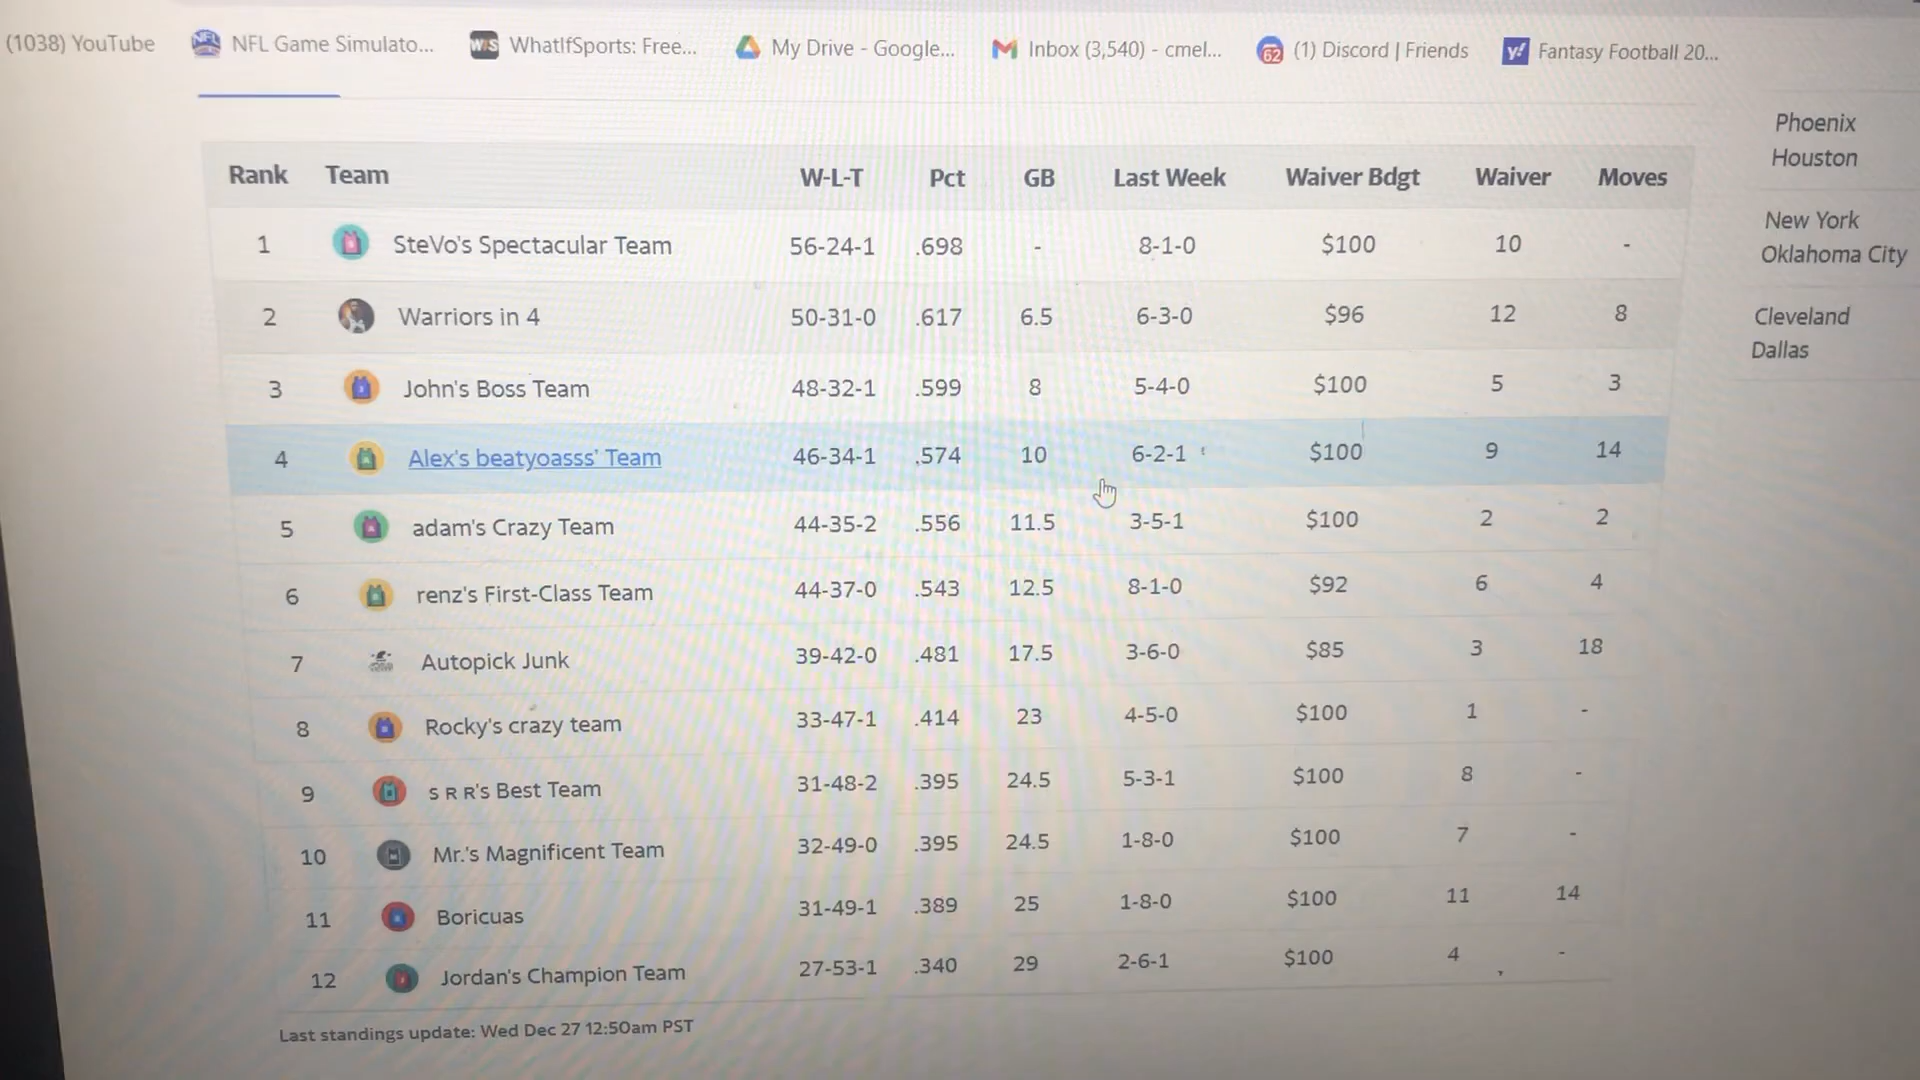 (1038) YouTube NFL Game Simulato... WhatIfSports: Free... My Drive - Google... Inbox (3,540) - cmel... (1) Discord | Friends Fantasy Football 20...
Rank Team W-L-T Pct GB Last Week Waiver Bdgt Waiver Moves
1 SteVo's Spectacular Team 56-24-1 .698 - 8-1-0 $100 10 -
2 Warriors in 4 50-31-0 .617 6.5 6-3-0 $96 12 8
3 John's Boss Team 48-32-1 .599 8 5-4-0 $100 5 3
4 Alex's beatyoasss' Team 46-34-1 .574 10 6-2-1 $100 9 14
5 adam's Crazy Team 44-35-2 .556 11.5 3-5-1 $100 2 2
6 renz's First-Class Team 44-37-0 .543 12.5 8-1-0 $92 6 4
7 Autopick Junk 39-42-0 .481 17.5 3-6-0 $85 3 18
8 Rocky's crazy team 33-47-1 .414 23 4-5-0 $100 1 -
9 s R R's Best Team 31-48-2 .395 24.5 5-3-1 $100 8 -
10 Mr.'s Magnificent Team 32-49-0 .395 24.5 1-8-0 $100 7 -
11 Boricuas 31-49-1 .389 25 1-8-0 $100 11 14
12 Jordan's Champion Team 27-53-1 .340 29 2-6-1 $100 4 -
Last standings update: Wed Dec 27 12:50am PST
Phoenix
Houston
New York
Oklahoma City
Cleveland
Dallas